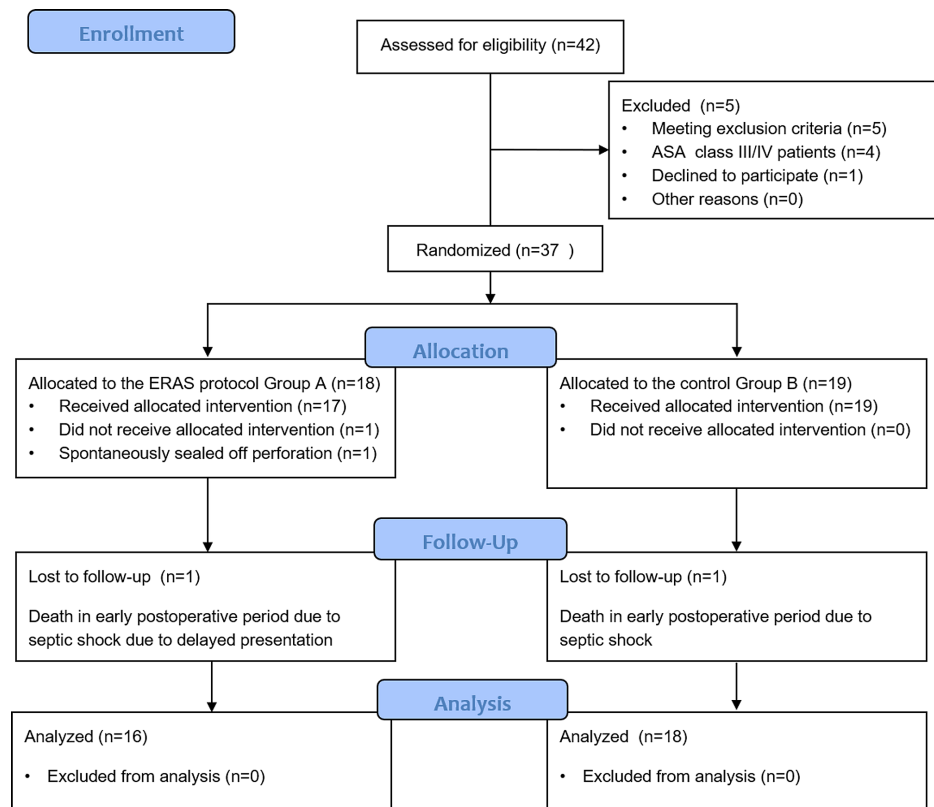 Enrollment
Assessed for eligibility (n=42)
Excluded (n=5)
• Meeting exclusion criteria (n=5)
• ASA class III/IV patients (n=4)
• Declined to participate (n=1)
• Other reasons (n=0)
Randomized (n=37 )
Allocation
Allocated to the ERAS protocol Group A (n=18)
• Received allocated intervention (n=17)
• Did not receive allocated intervention (n=1)
• Spontaneously sealed off perforation (n=1)
Allocated to the control Group B (n=19)
• Received allocated intervention (n=19)
• Did not receive allocated intervention (n=0)
Follow-Up
Lost to follow-up (n=1)
Death in early postoperative period due to
septic shock due to delayed presentation
Lost to follow-up (n=1)
Death in early postoperative period due to
septic shock
Analysis
Analyzed (n=16)
• Excluded from analysis (n=0)
Analyzed (n=18)
• Excluded from analysis (n=0)